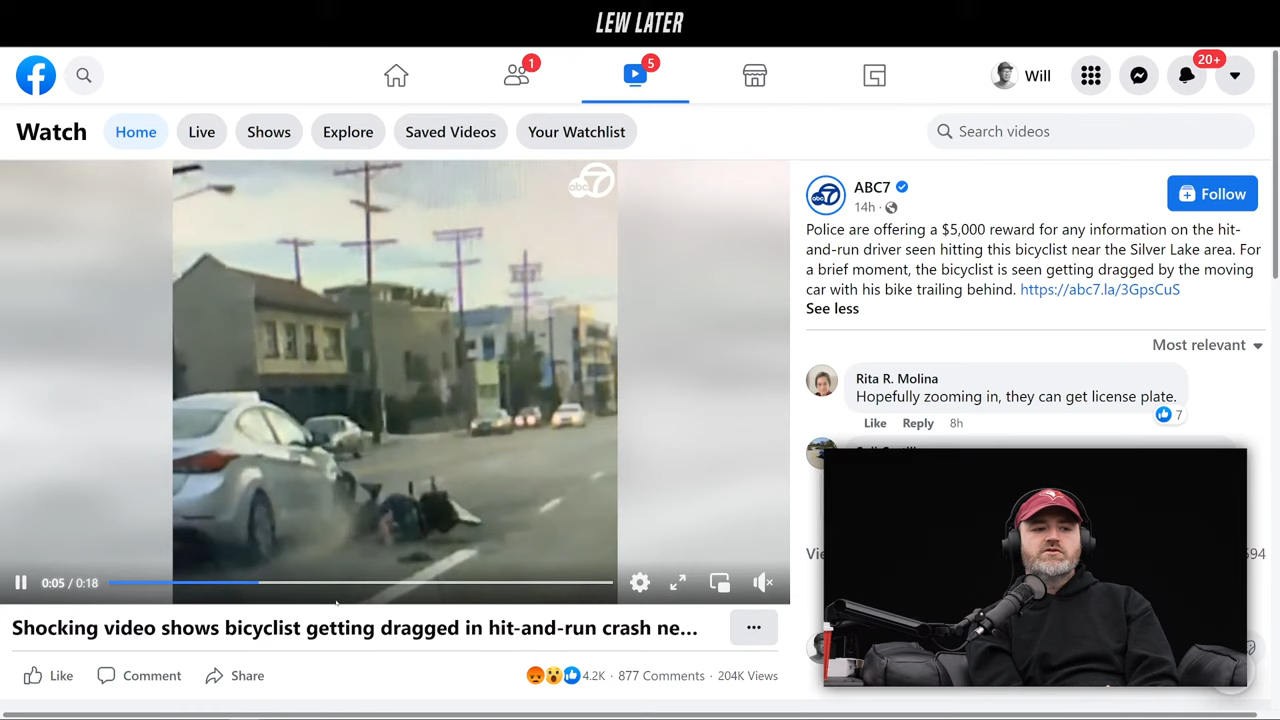 LEW LATER
1
5
20+
Will
Watch
Home
Live
Shows
Explore
Saved Videos
Your Watchlist
Search videos
abc 7
0:05 / 0:18
Shocking video shows bicyclist getting dragged in hit-and-run crash ne...
Like
Comment
Share
4.2K · 877 Comments · 204K Views
ABC7
14h ·
Follow
Police are offering a $5,000 reward for any information on the hit-
and-run driver seen hitting this bicyclist near the Silver Lake area. For
a brief moment, the bicyclist is seen getting dragged by the moving
car with his bike trailing behind. https://abc7.la/3GpsCuS
See less
Most relevant
Rita R. Molina
Hopefully zooming in, they can get license plate.
7
Like Reply 8h